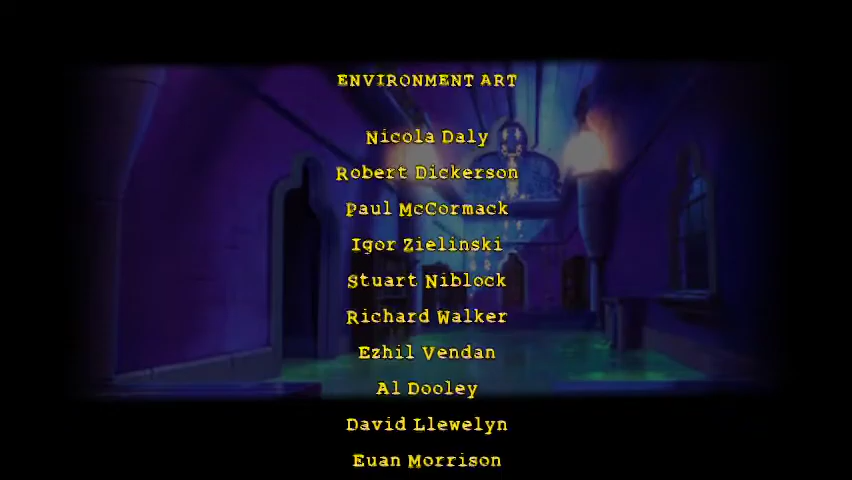 ENVIRONMENT ART
Nicola Daly
Robert Dickerson
Paul McCormack
Igor Zielinski
Stuart Niblock
Richard Walker
Ezhil Vendan
Al Dooley
David Llewelyn
Euan Morrison